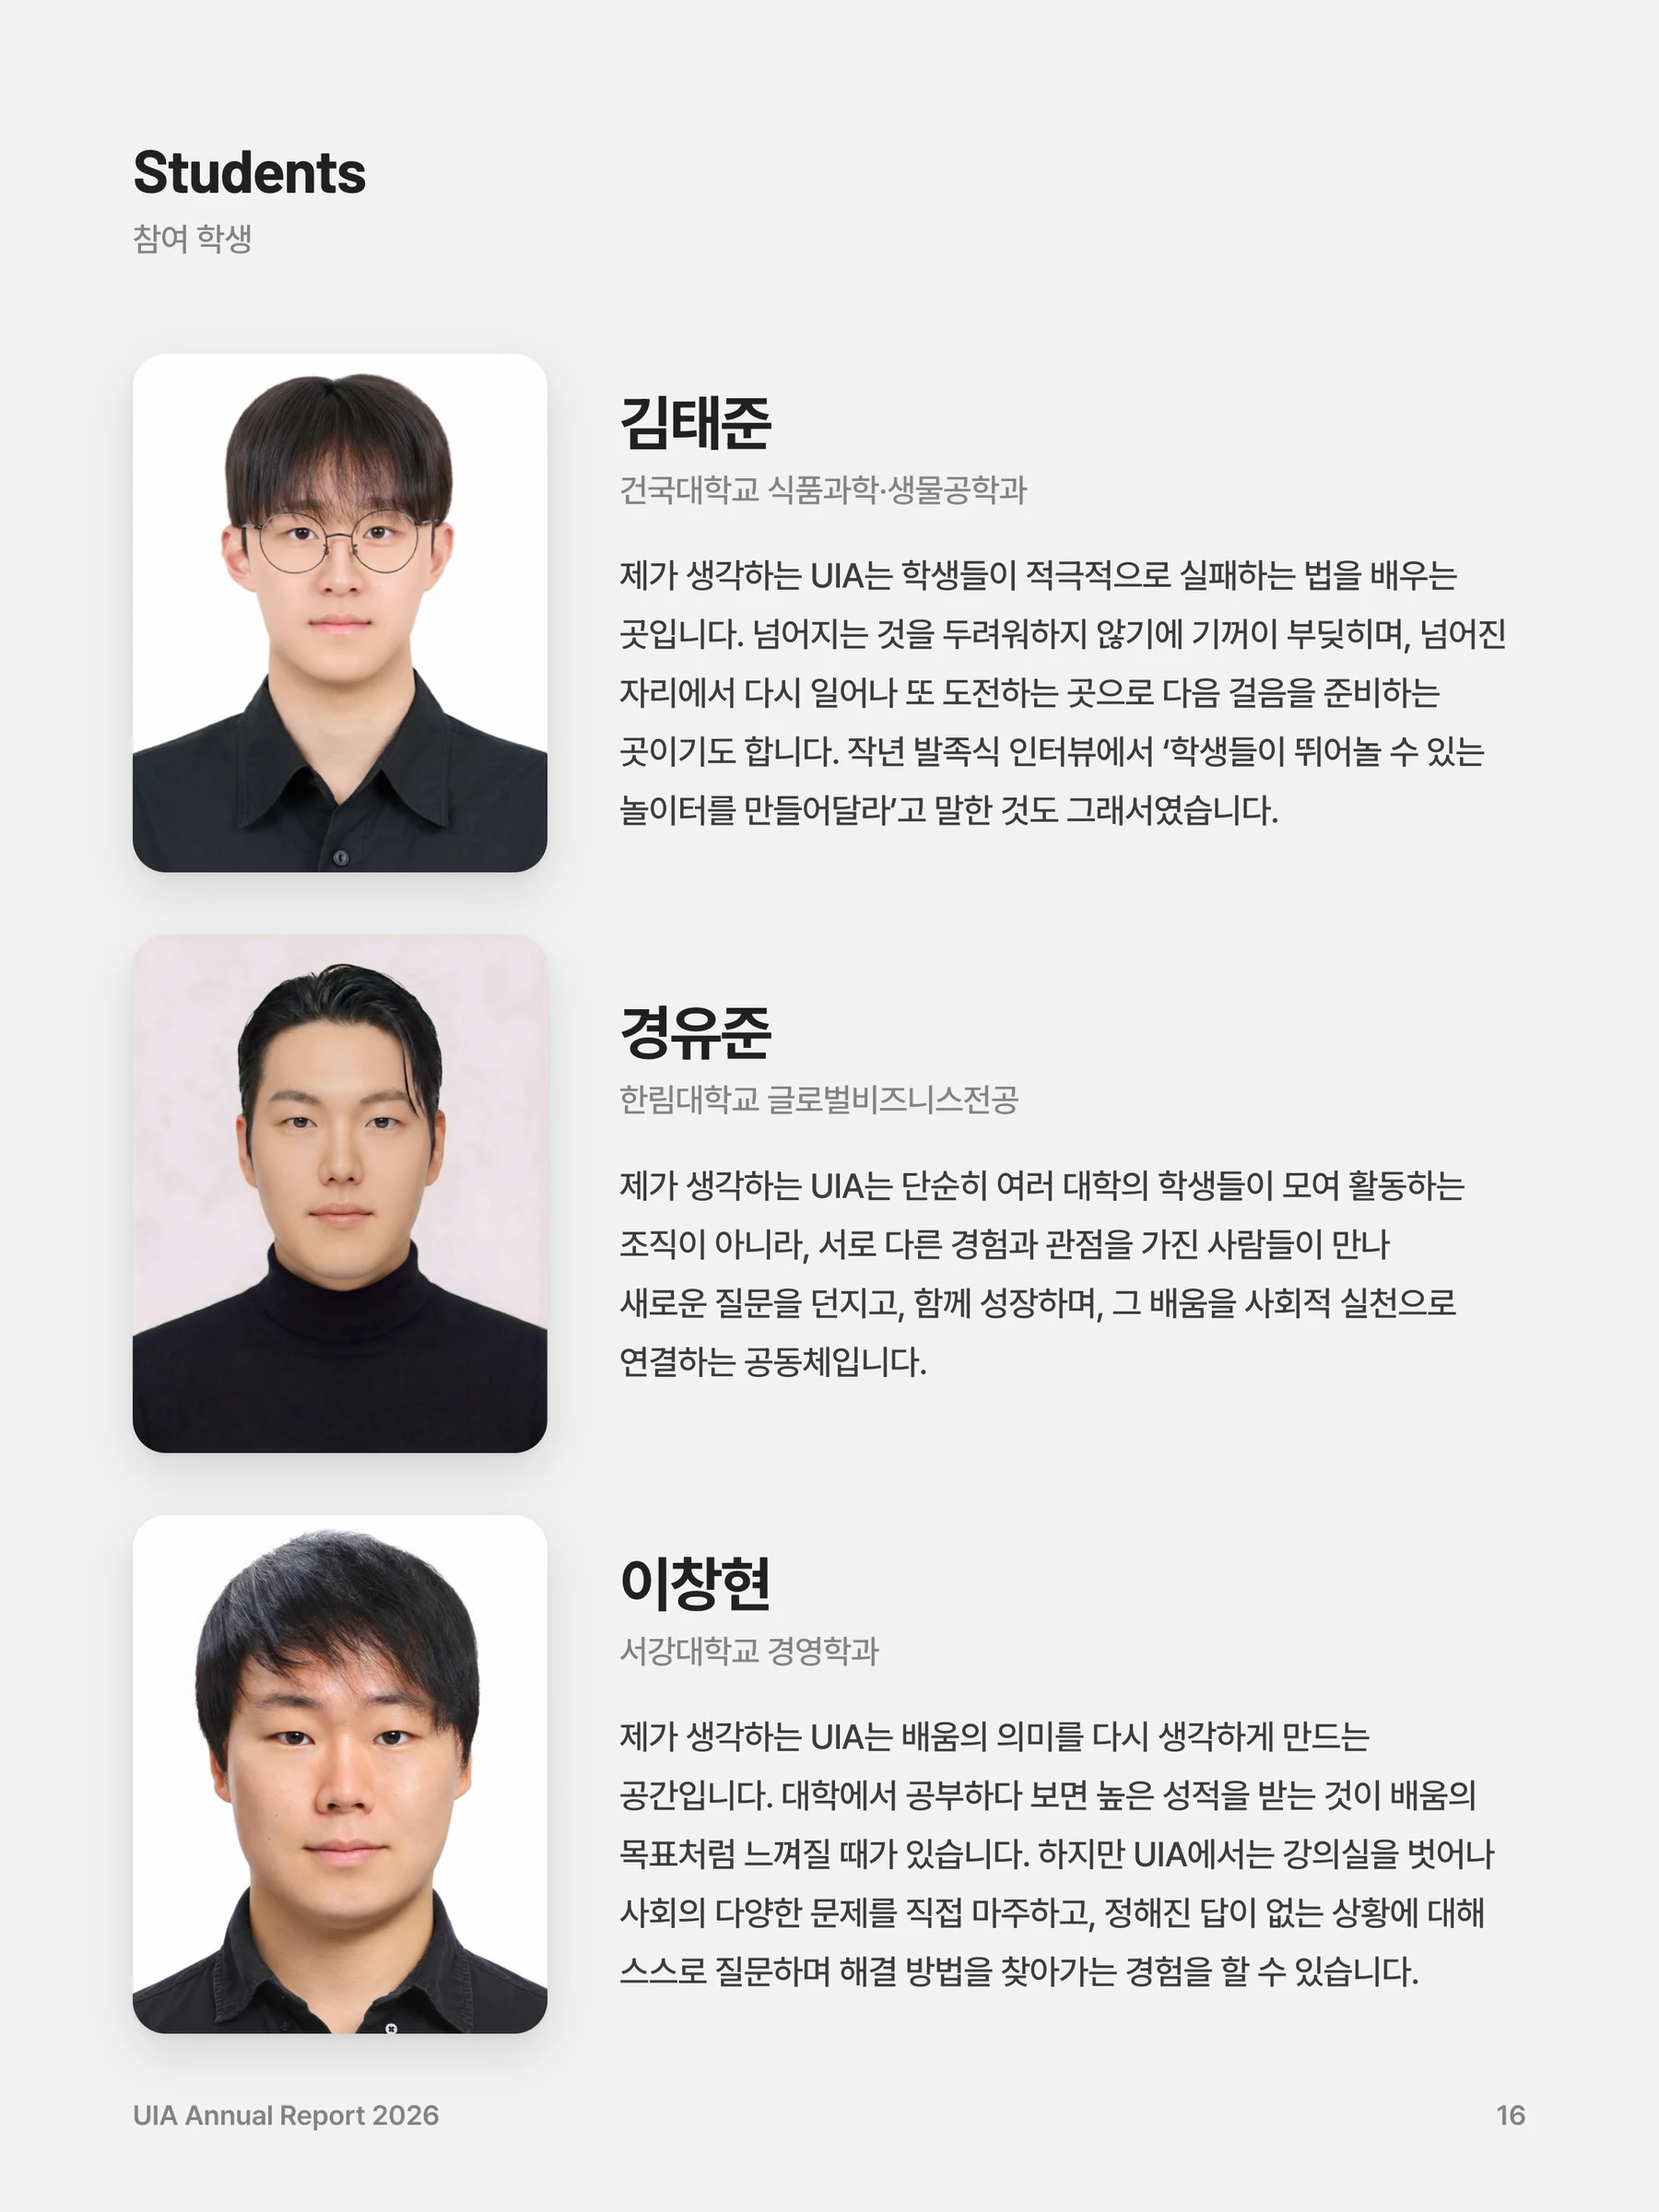 Students
참여 학생
김태준
건국대학교 식품과학·생물공학과
제가 생각하는 UIA는 학생들이 적극적으로 실패하는 법을 배우는
곳입니다. 넘어지는 것을 두려워하지 않기에 기꺼이 부딪히며, 넘어진
자리에서 다시 일어나 또 도전하는 곳으로 다음 걸음을 준비하는
곳이기도 합니다. 작년 발족식 인터뷰에서 ‘학생들이 뛰어놀 수 있는
놀이터를 만들어달라’고 말한 것도 그래서였습니다.
경유준
한림대학교 글로벌비즈니스전공
제가 생각하는 UIA는 단순히 여러 대학의 학생들이 모여 활동하는
조직이 아니라, 서로 다른 경험과 관점을 가진 사람들이 만나
새로운 질문을 던지고, 함께 성장하며, 그 배움을 사회적 실천으로
연결하는 공동체입니다.
이창현
서강대학교 경영학과
제가 생각하는 UIA는 배움의 의미를 다시 생각하게 만드는
공간입니다. 대학에서 공부하다 보면 높은 성적을 받는 것이 배움의
목표처럼 느껴질 때가 있습니다. 하지만 UIA에서는 강의실을 벗어나
사회의 다양한 문제를 직접 마주하고, 정해진 답이 없는 상황에 대해
스스로 질문하며 해결 방법을 찾아가는 경험을 할 수 있습니다.
UIA Annual Report 2026
16